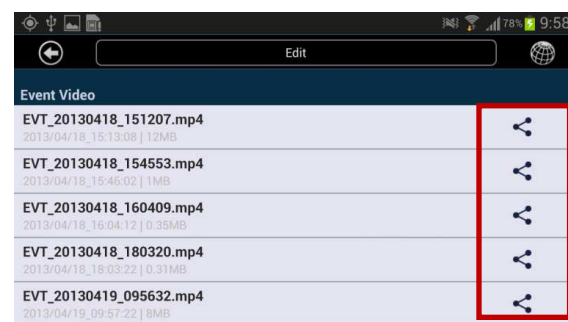 78% 9:58
Edit
Event Video
EVT_20130418_151207.mp4
2013/04/18_15:13:08 | 12MB
EVT_20130418_154553.mp4
2013/04/18_15:46:02 | 1MB
EVT_20130418_160409.mp4
2013/04/18_16:04:12 | 0.35MB
EVT_20130418_180320.mp4
2013/04/18_18:03:22 | 0.31MB
EVT_20130419_095632.mp4
2013/04/19_09:57:22 | 8MB